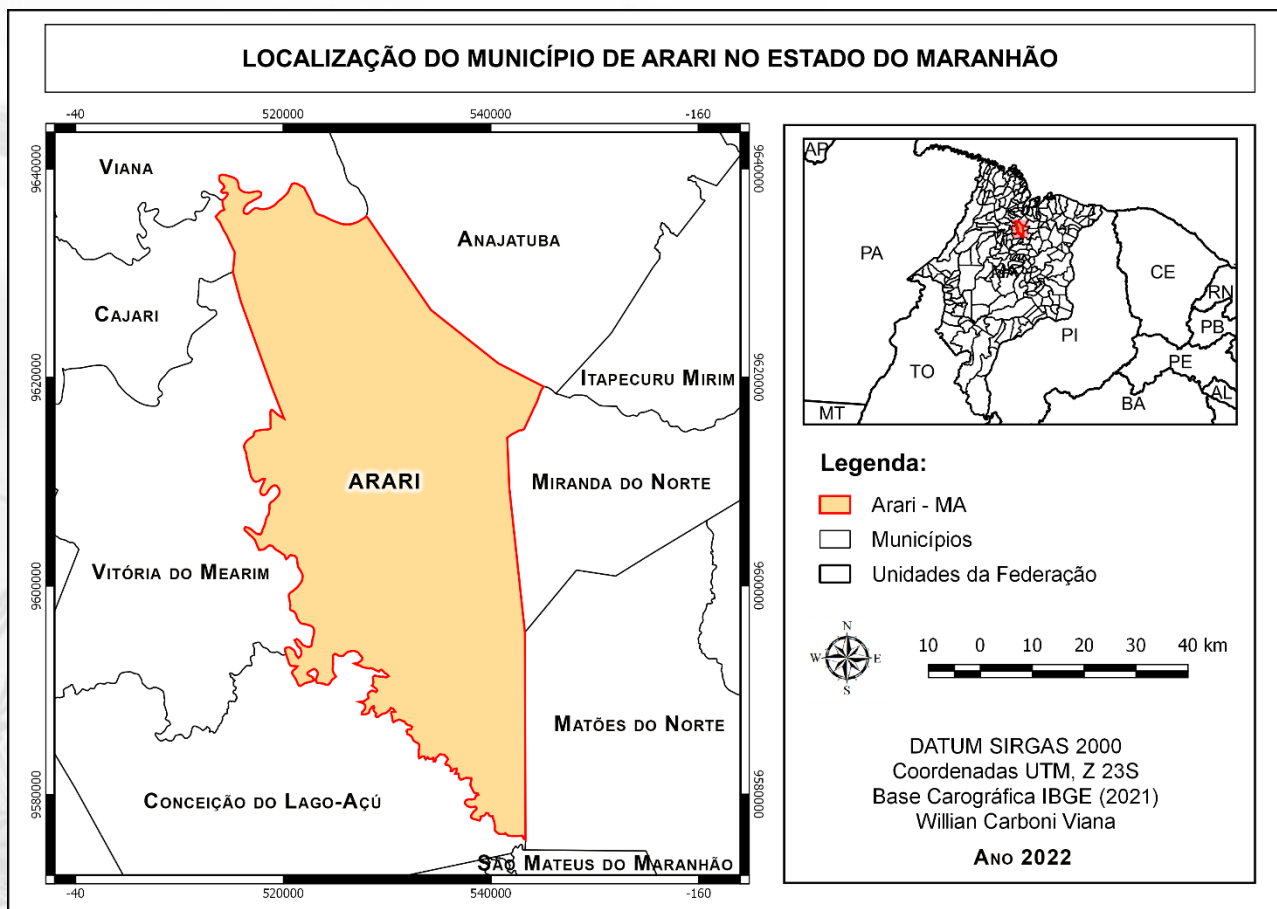 LOCALIZAÇÃO DO MUNICÍPIO DE ARARI NO ESTADO DO MARANHÃO
-40 520000 540000 -160
9640000
9620000
9600000
9580000
9640000
9620000
9600000
9580000
VIANA
ANAJATUBA
CAJARI
ITAPECURU MIRIM
ARARI
MIRANDA DO NORTE
VITÓRIA DO MEARIM
MATÕES DO NORTE
CONCEIÇÃO DO LAGO-AÇÚ
SÃO MATEUS DO MARANHÃO
-40 520000 540000 -160
AP
PA
MA
CE
RN
PB
PI
PE
TO
AL
BA
MT
Legenda:
Arari - MA
Municípios
Unidades da Federação
N
W E
S
10 0 10 20 30 40 km
DATUM SIRGAS 2000
Coordenadas UTM, Z 23S
Base Carográfica IBGE (2021)
Willian Carboni Viana
ANO 2022